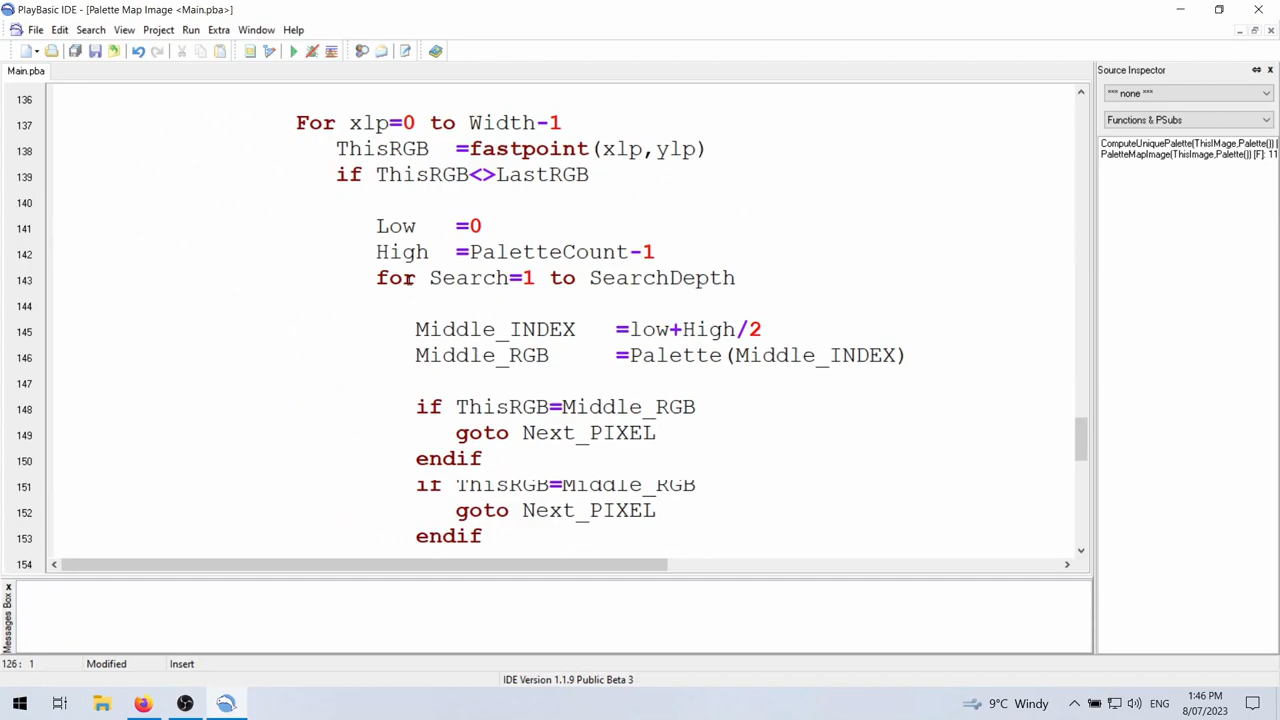 PlayBasic IDE - [Palette Map Image <Main.pba>]
File Edit Search View Project Run Extra Window Help
Main.pba
Source Inspector
*** none ***
Functions & PSubs
ComputeUniquePalette(ThisImage,Palette())
PaletteMapImage(ThisImage,Palette()) [F]: 11
136
137 For xlp=0 to Width-1
138 ThisRGB =fastpoint(xlp,ylp)
139 if ThisRGB<>LastRGB
140
141 Low =0
142 High =PaletteCount-1
143 for Search=1 to SearchDepth
144
145 Middle_INDEX =low+High/2
146 Middle_RGB =Palette(Middle_INDEX)
147
148 if ThisRGB=Middle_RGB
149 goto Next_PIXEL
150 endif
151 if ThisRGB=Middle_RGB
152 goto Next_PIXEL
153 endif
154
Messages Box
126: 1 Modified Insert
IDE Version 1.1.9 Public Beta 3
9°C Windy
ENG
1:46 PM
8/07/2023